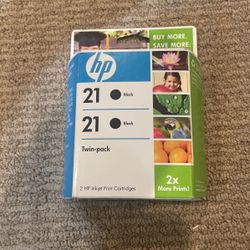 BUY MORE.
SAVE MORE.
hp
21 Black
21 Black
Twin-pack
2x
More Prints!
2 HP Inkjet Print Cartridges